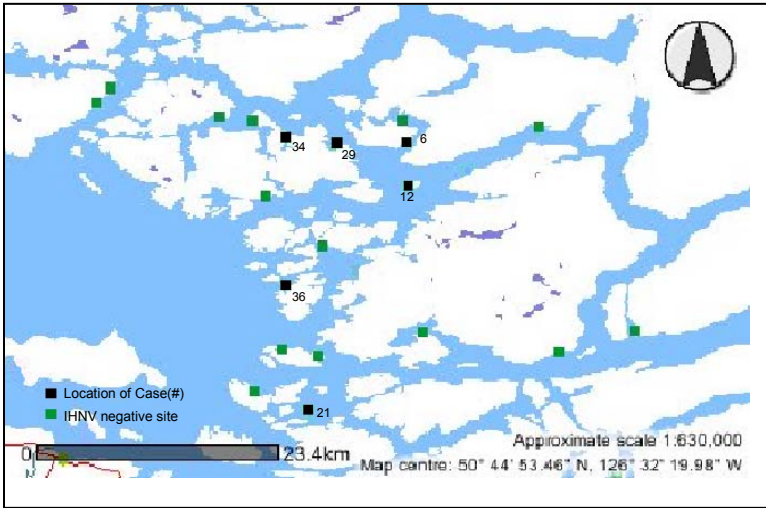 34
29
6
12
36
Location of Case(#)
IHNV negative site
21
0
23.4km
Approximate scale 1:630,000
Map centre: 50° 44' 53.46" N, 126° 32' 19.98" W